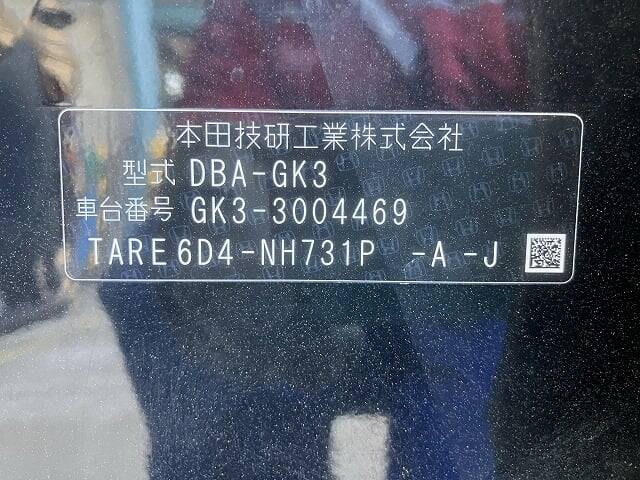 本田技研工業株式会社
型式 DBA-GK3
車台番号 GK3-3004469
TARE6D4-NH731P -A -J